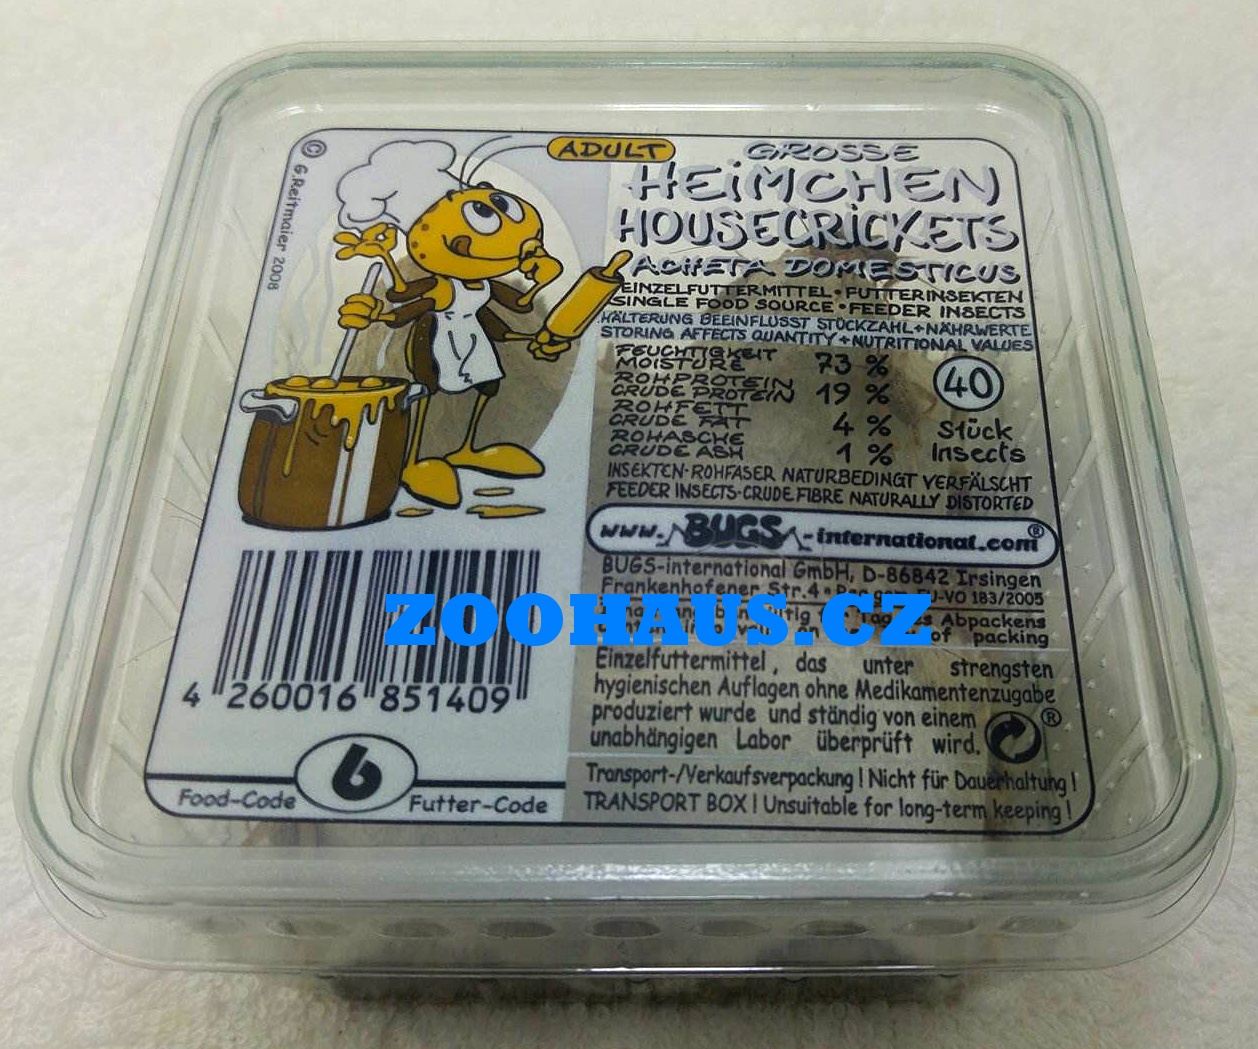 © G.Reitmaier 2008
ADULT
GROSSE
HEiMCHEN
HOUSECRiCKETS
ACHETA DOMESTICUS
EINZELFUTTERMITTEL • FUTTERINSEKTEN
SINGLE FOOD SOURCE • FEEDER INSECTS
HÄLTERUNG BEEINFLUSST STÜCKZAHL+NÄHRWERTE
STORING AFFECTS QUANTITY+NUTRITIONAL VALUES
FEUCHTIGKEIT
MOISTURE 73 %
ROHPROTEIN
CRUDE PROTEIN 19 %
ROHFETT
CRUDE FAT 4 %
ROHASCHE
CRUDE ASH 1 %
40
Stück
Insects
INSEKTEN-ROHFASER NATURBEDINGT VERFÄLSCHT
FEEDER INSECTS-CRUDE FIBRE NATURALLY DISTORTED
www.BUGS-international.com®
BUGS-international GmbH, D-86842 Irsingen
Frankenhofener Str.4 EU-VO 183/2005
Abpackens
of packing
ZOOHAUS.CZ
Einzelfuttermittel, das unter strengsten
hygienischen Auflagen ohne Medikamentenzugabe
produziert wurde und ständig von einem
unabhängigen Labor überprüft wird. ®
Transport-/Verkaufsverpackung ! Nicht für Dauerhaltung !
TRANSPORT BOX ! Unsuitable for long-term keeping !
4 260016 851409
6
Food-Code
Futter-Code